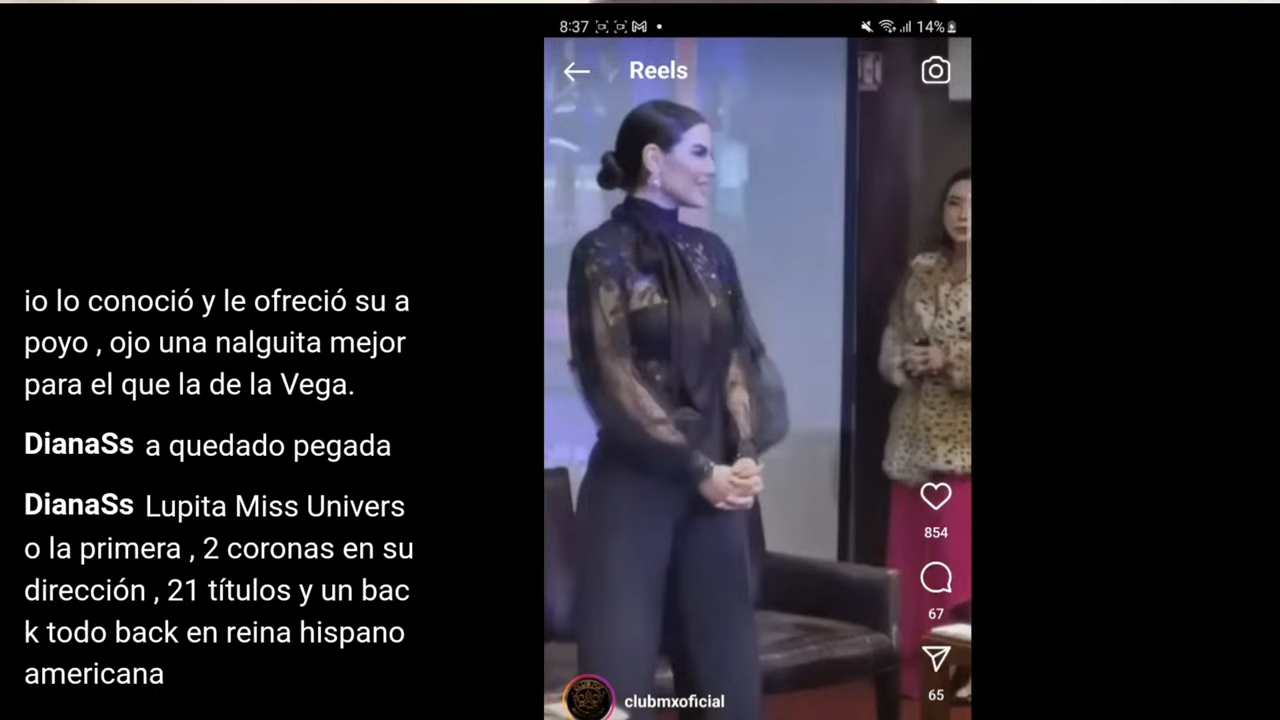 8:37
14%
Reels
io lo conoció y le ofreció su a
poyo , ojo una nalguita mejor
para el que la de la Vega.
DianaSs a quedado pegada
DianaSs Lupita Miss Univers
o la primera , 2 coronas en su
dirección , 21 títulos y un bac
k todo back en reina hispano
americana
854
67
65
clubmxoficial